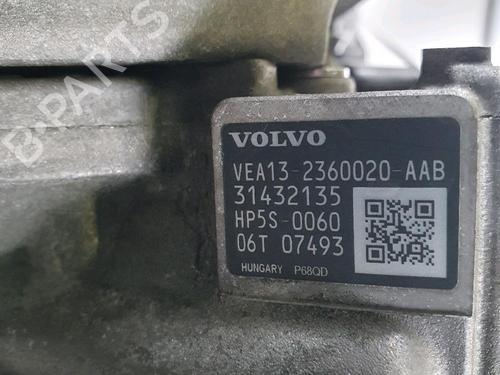 B-PARTS
VOLVO
VEA13-2360020-AAB
31432135
HP5S-0060
06T 07493
HUNGARY P68QD